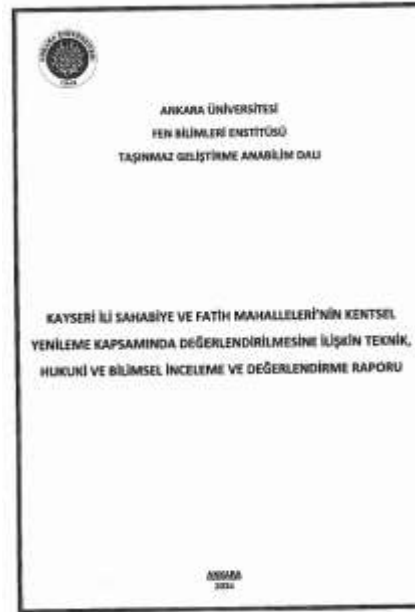 ANKARA ÜNİVERSİTESİ
FEN BİLİMLERİ ENSTİTÜSÜ
TAŞINMAZ GELİŞTİRME ANABİLİM DALI
KAYSERİ İLİ SAHABİYE VE FATİH MAHALLELERİ'NİN KENTSEL
YENİLEME KAPSAMINDA DEĞERLENDİRİLMESİNE İLİŞKİN TEKNİK,
HUKUKİ VE BİLİMSEL İNCELEME VE DEĞERLENDİRME RAPORU
ANKARA